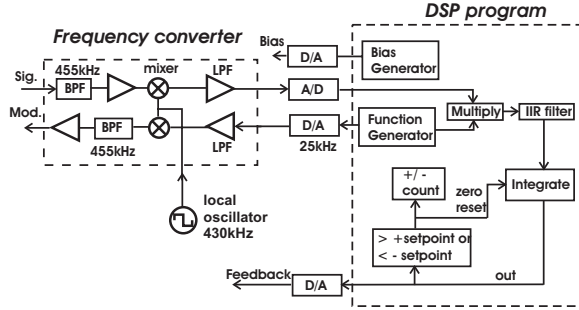 DSP program
Frequency converter
Bias
D/A
Bias
Generator
455kHz
mixer
LPF
Sig.
BPF
A/D
Multiply
IIR filter
Mod.
BPF
455kHz
LPF
D/A
25kHz
Function
Generator
+/ -
count
zero
reset
Integrate
local
oscillator
430kHz
> +setpoint or
< - setpoint
Feedback
D/A
out